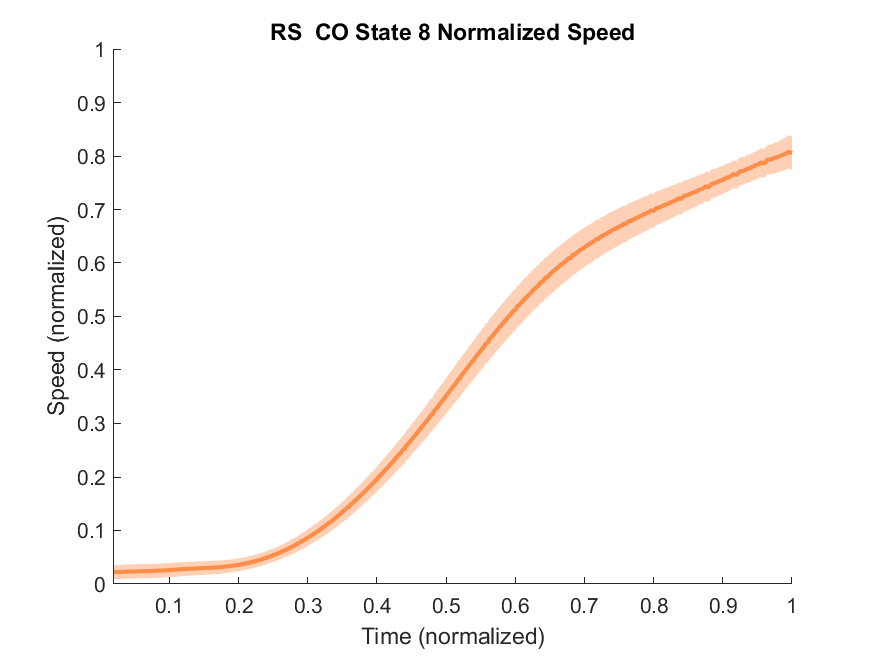 RS  CO State 8 Normalized Speed
1
0.9
0.8
0.7
0.6
0.5
0.4
0.3
0.2
0.1
0
Speed (normalized)
0.1 0.2 0.3 0.4 0.5 0.6 0.7 0.8 0.9 1
Time (normalized)